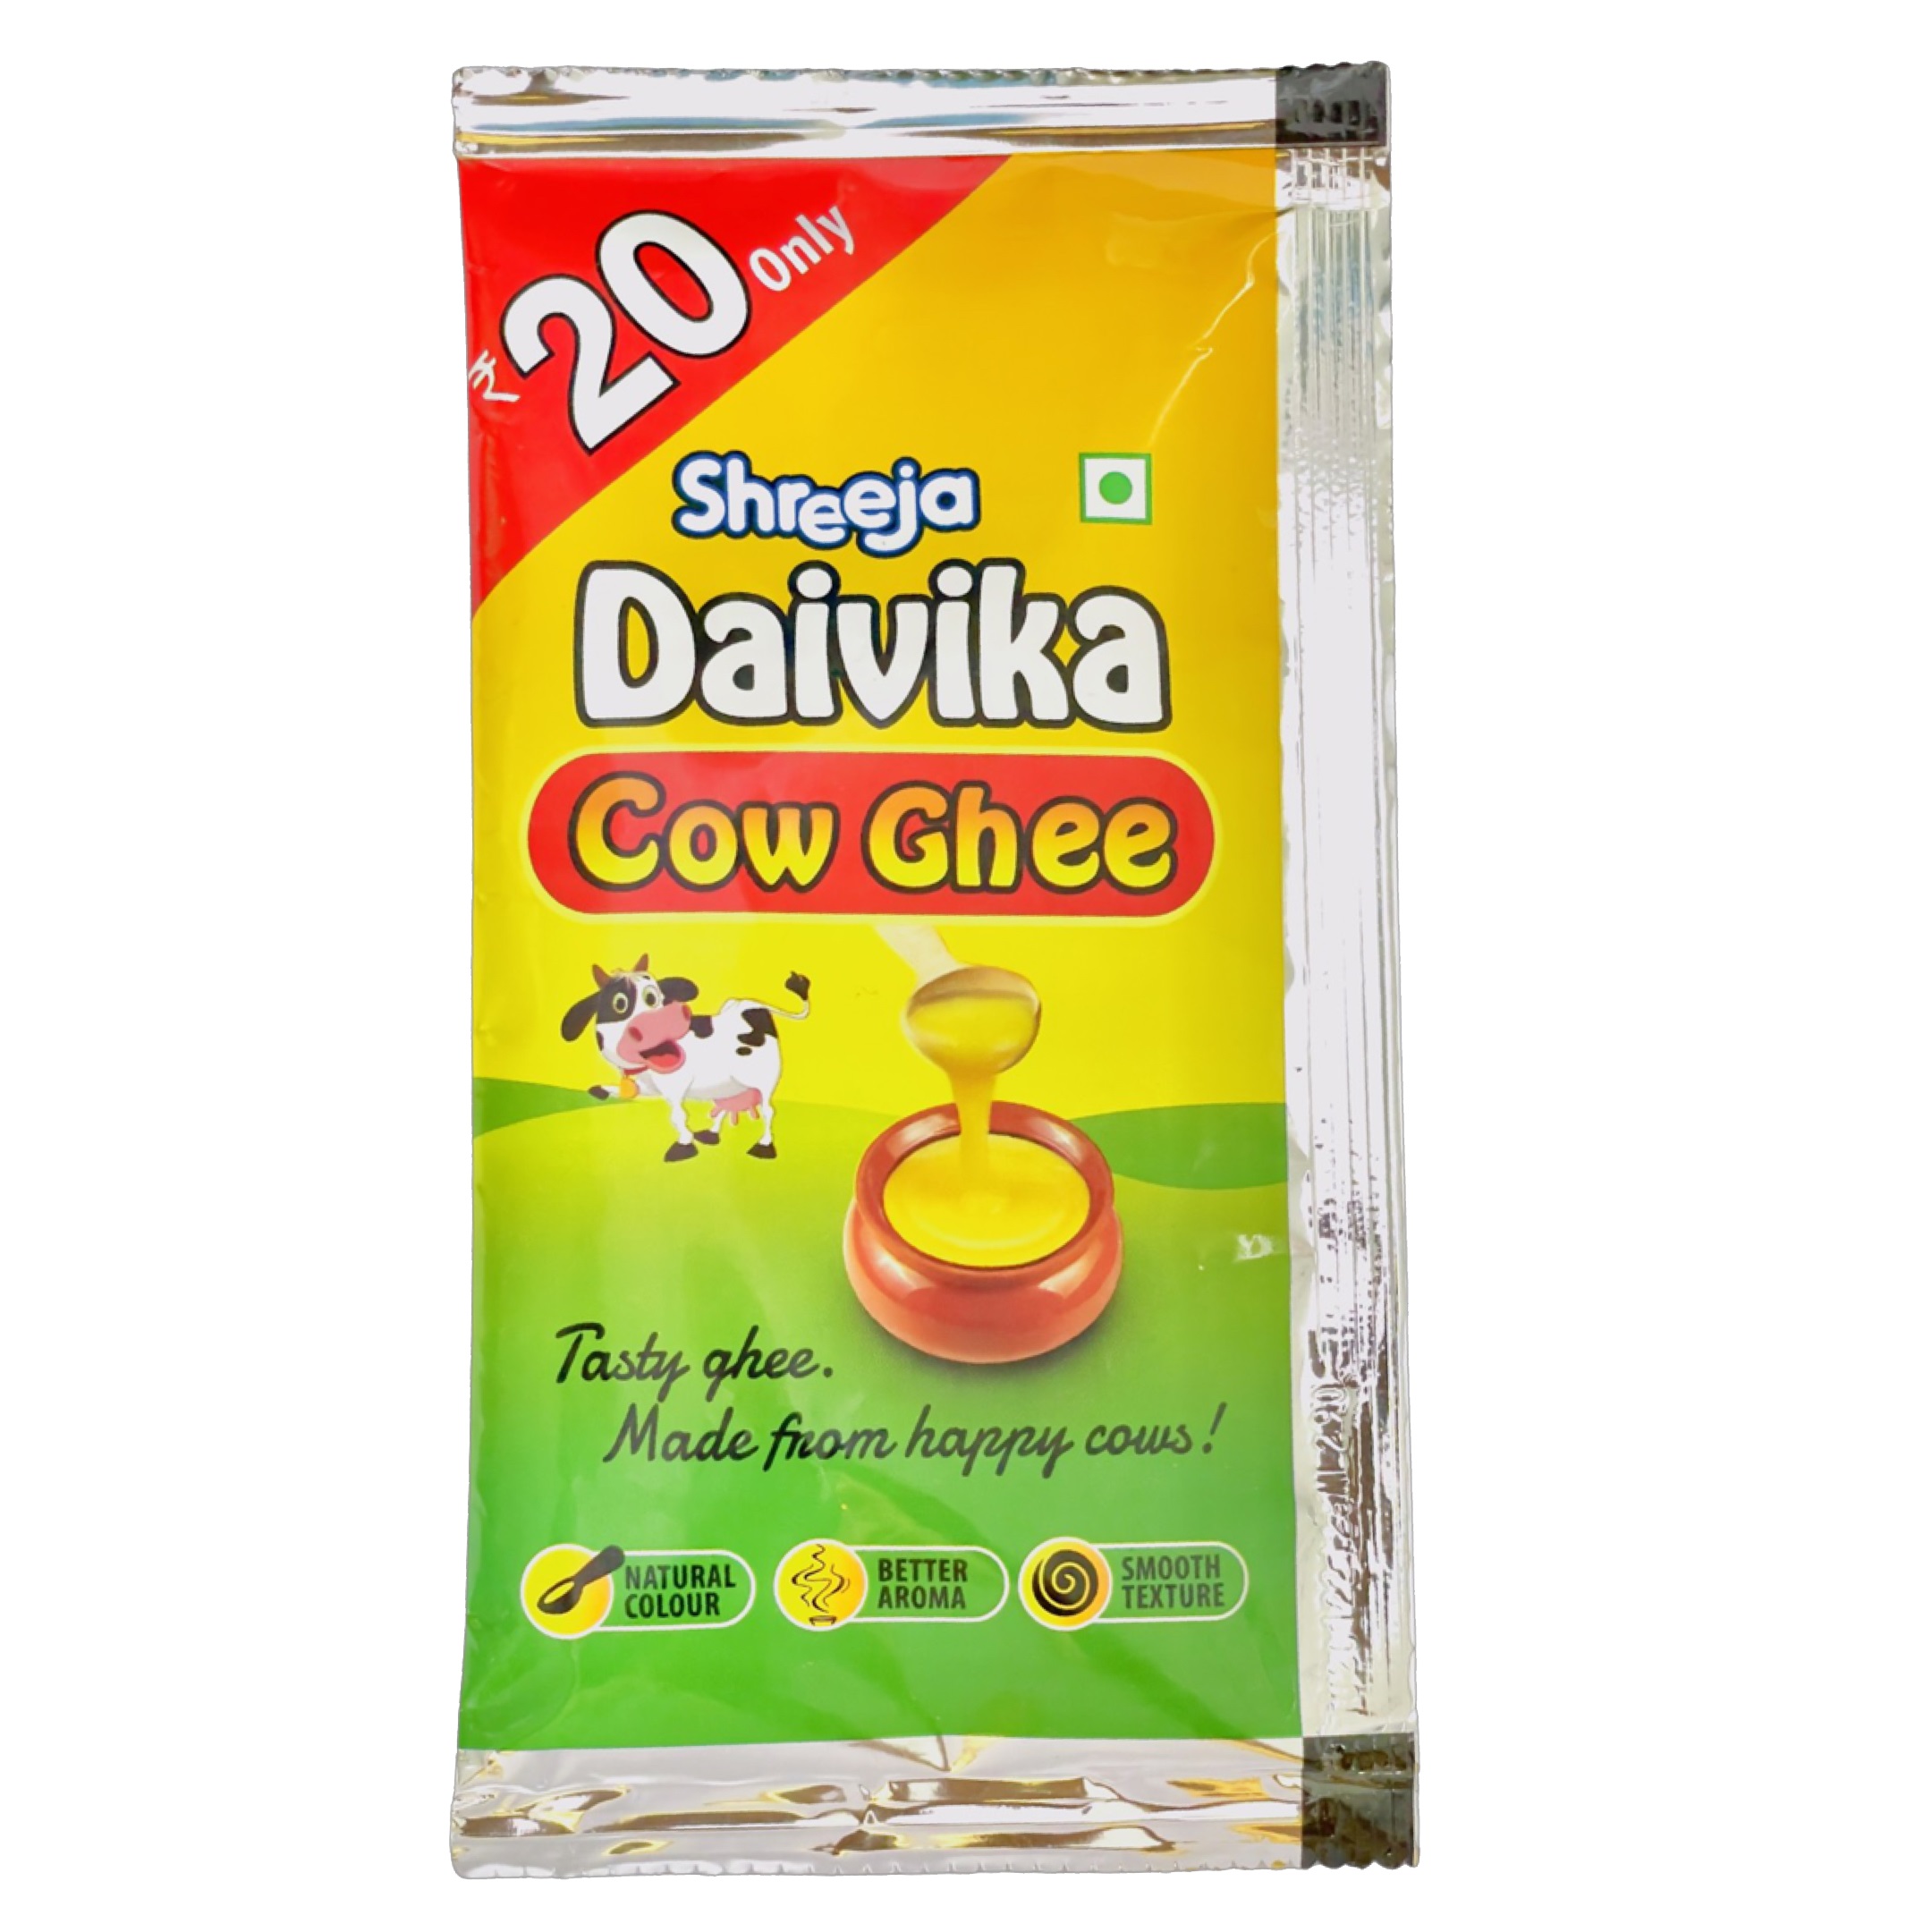 ₹20 Only
Shreeja
Daivika
Cow Ghee
Tasty ghee.
Made from happy cows!
NATURAL
COLOUR
BETTER
AROMA
SMOOTH
TEXTURE